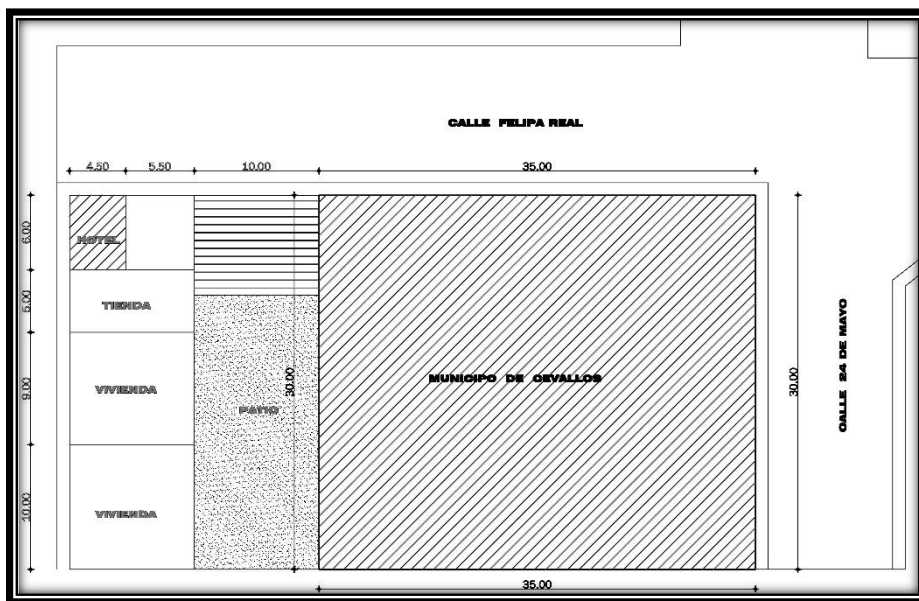 CALLE FELIPA REAL
4.50 5.50 10.00 35.00
6.00
HOTEL
5.00
TIENDA
CALLE 24 DE MAYO
9.00
VIVIENDA
MUNICIPO DE CEVALLOS
30.00
30.00
PATIO
10.00
VIVIENDA
35.00